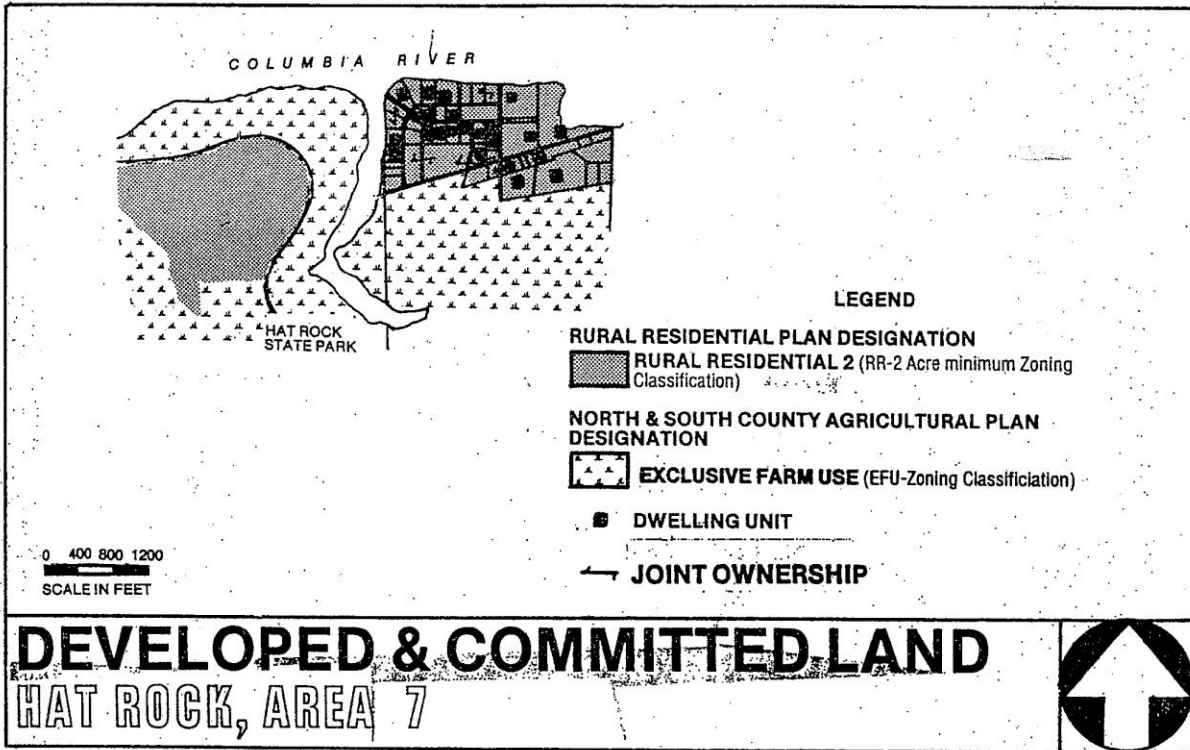 COLUMBIA RIVER
HAT ROCK
STATE PARK
LEGEND
RURAL RESIDENTIAL PLAN DESIGNATION
RURAL RESIDENTIAL 2 (RR-2 Acre minimum Zoning
Classification)
NORTH & SOUTH COUNTY AGRICULTURAL PLAN
DESIGNATION
EXCLUSIVE FARM USE (EFU-Zoning Classificiation)
DWELLING UNIT
JOINT OWNERSHIP
0 400 800 1200
SCALE IN FEET
DEVELOPED & COMMITTED LAND
HAT ROCK, AREA 7